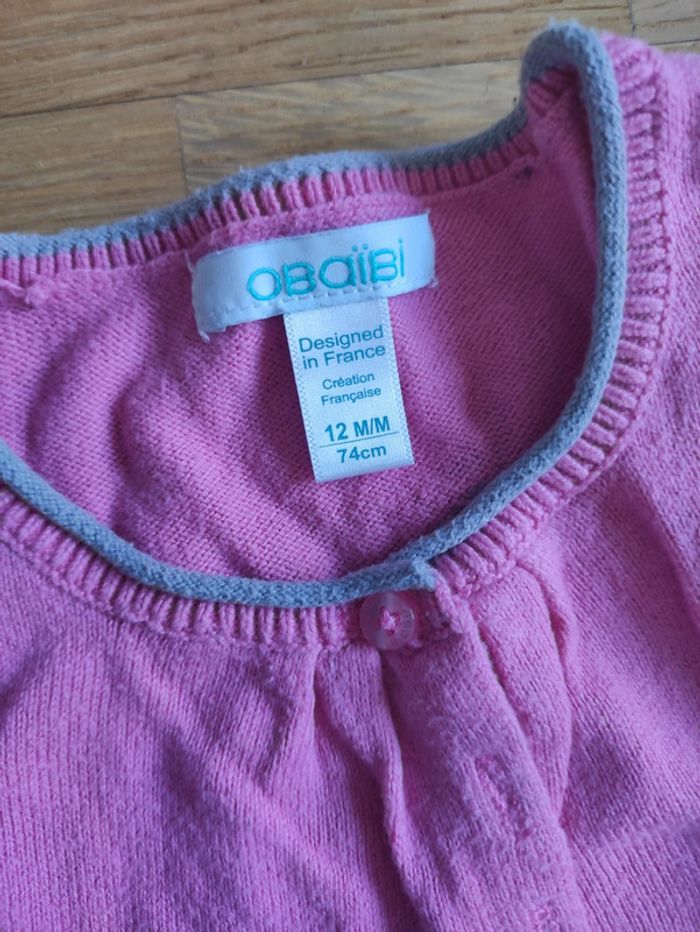 OBaïBi
Designed
in France
Création
Française
12 M/M
74cm